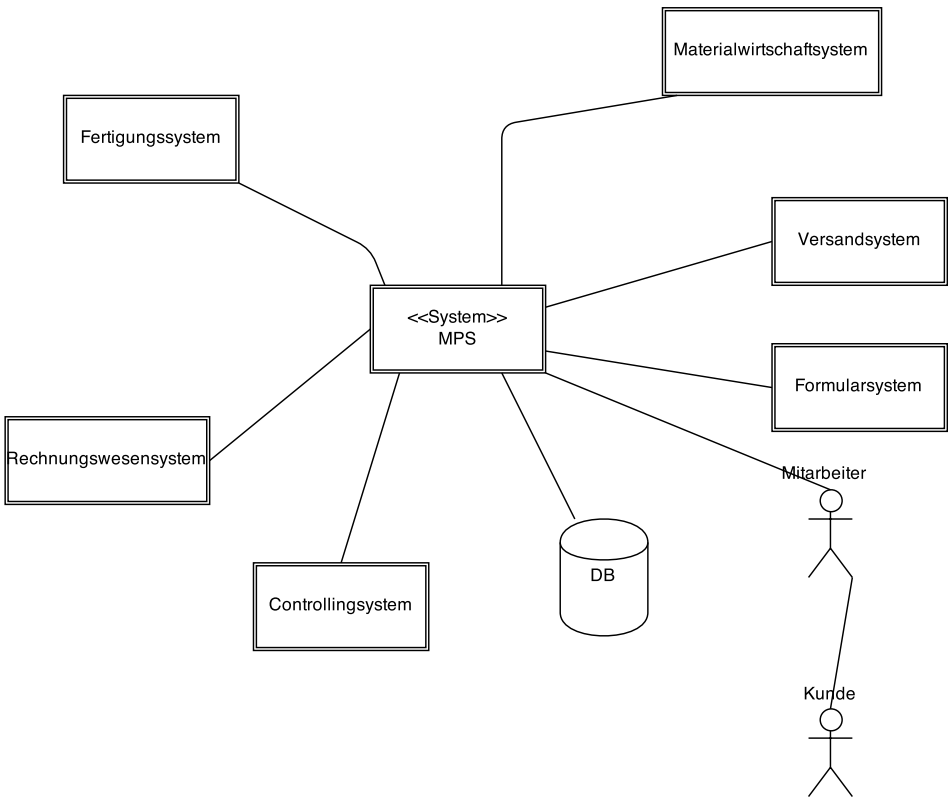 Materialwirtschaftsystem
Fertigungssystem
Versandsystem
<<System>>
MPS
Formularsystem
Rechnungswesensystem
Mitarbeiter
DB
Controllingsystem
Kunde